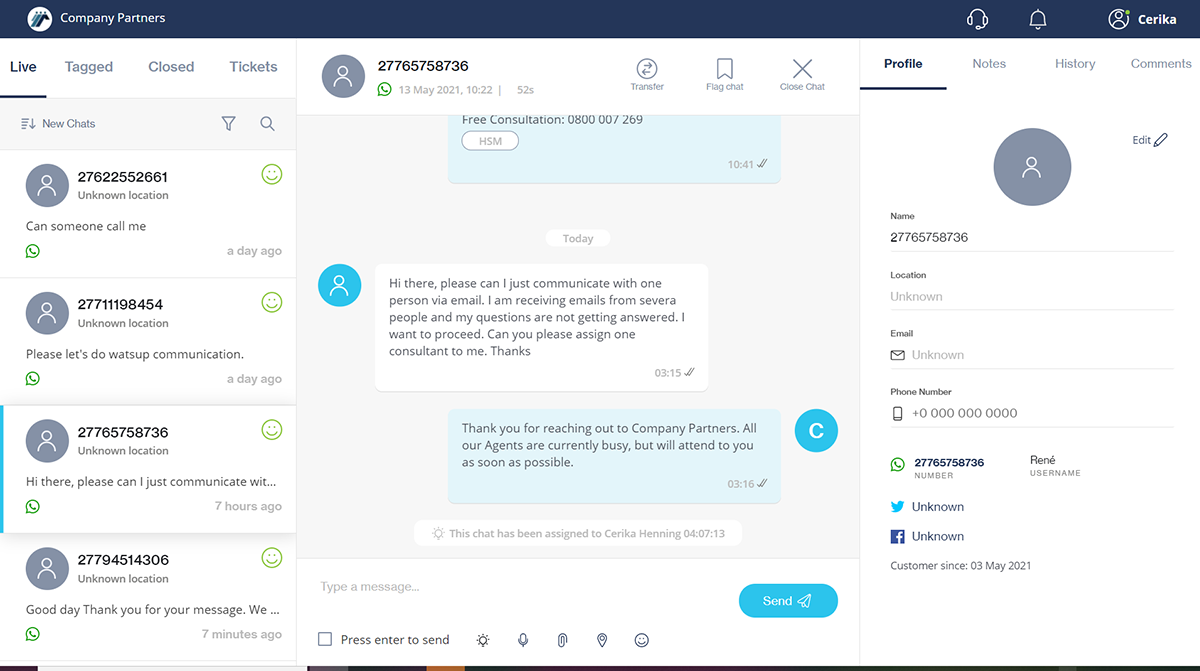 Company Partners
Cerika
Live Tagged Closed Tickets
New Chats
27622552661
Unknown location
Can someone call me
a day ago
27711198454
Unknown location
Please let's do watsup communication.
a day ago
27765758736
Unknown location
Hi there, please can I just communicate wit...
7 hours ago
27794514306
Unknown location
Good day Thank you for your message. We ...
7 minutes ago
27765758736
13 May 2021, 10:22 | 52s
Transfer
Flag chat
Close Chat
Free Consultation: 0800 007 269
HSM
10:41
Today
Hi there, please can I just communicate with one
person via email. I am receiving emails from severa
people and my questions are not getting answered. I
want to proceed. Can you please assign one
consultant to me. Thanks
03:15
Thank you for reaching out to Company Partners. All
our Agents are currently busy, but will attend to you
as soon as possible.
03:16
C
This chat has been assigned to Cerika Henning 04:07:13
Type a message...
Send
Press enter to send
Profile Notes History Comments
Edit
Name
27765758736
Location
Unknown
Email
Unknown
Phone Number
+0 000 000 0000
27765758736
NUMBER
René
USERNAME
Unknown
Unknown
Customer since: 03 May 2021